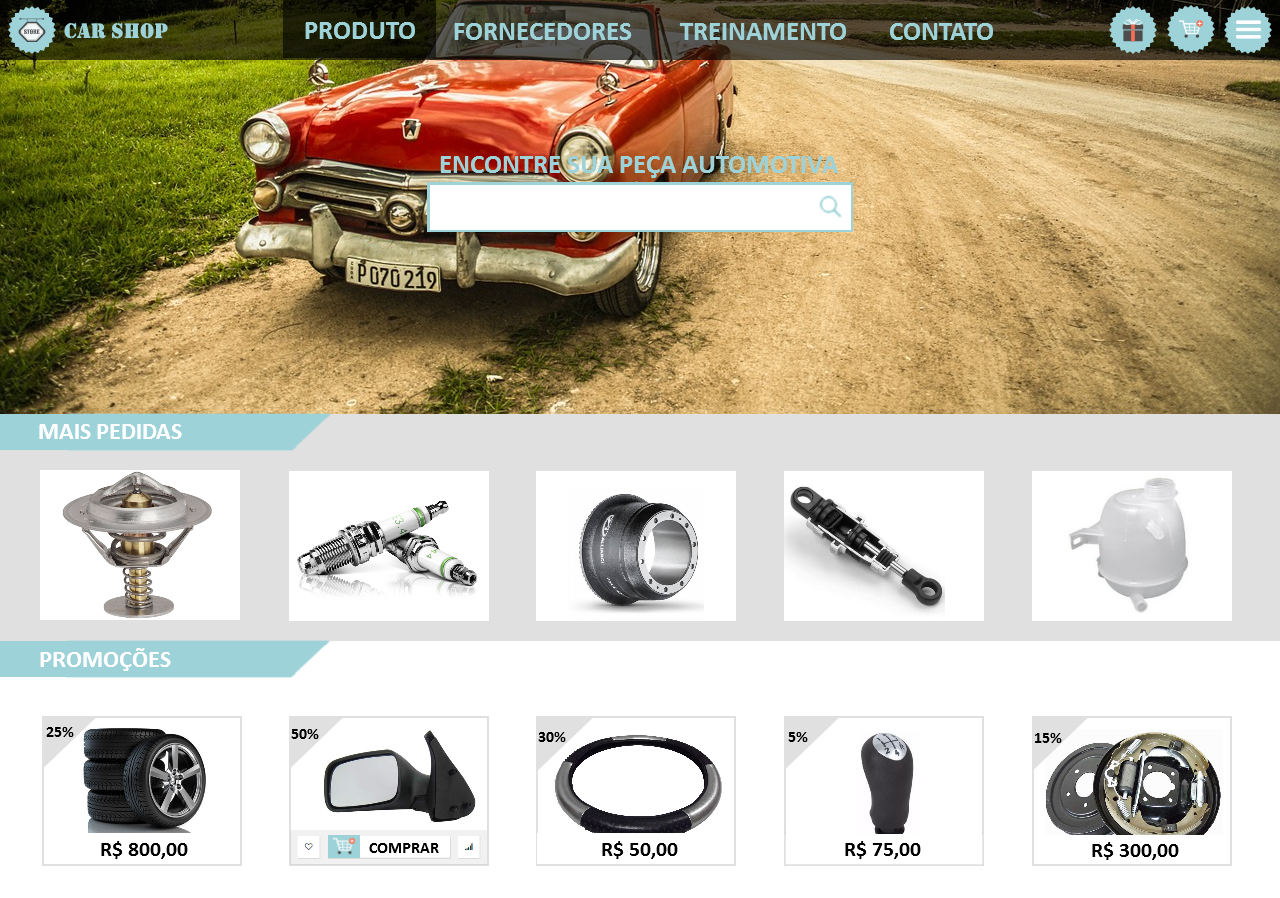 STORE
CAR SHOP
PRODUTO
FORNECEDORES
TREINAMENTO
CONTATO
ENCONTRE SUA PEÇA AUTOMOTIVA
P 070 219
MAIS PEDIDAS
PROMOÇÕES
25%
50%
30%
5%
15%
R$ 800,00
COMPRAR
R$ 50,00
R$ 75,00
R$ 300,00